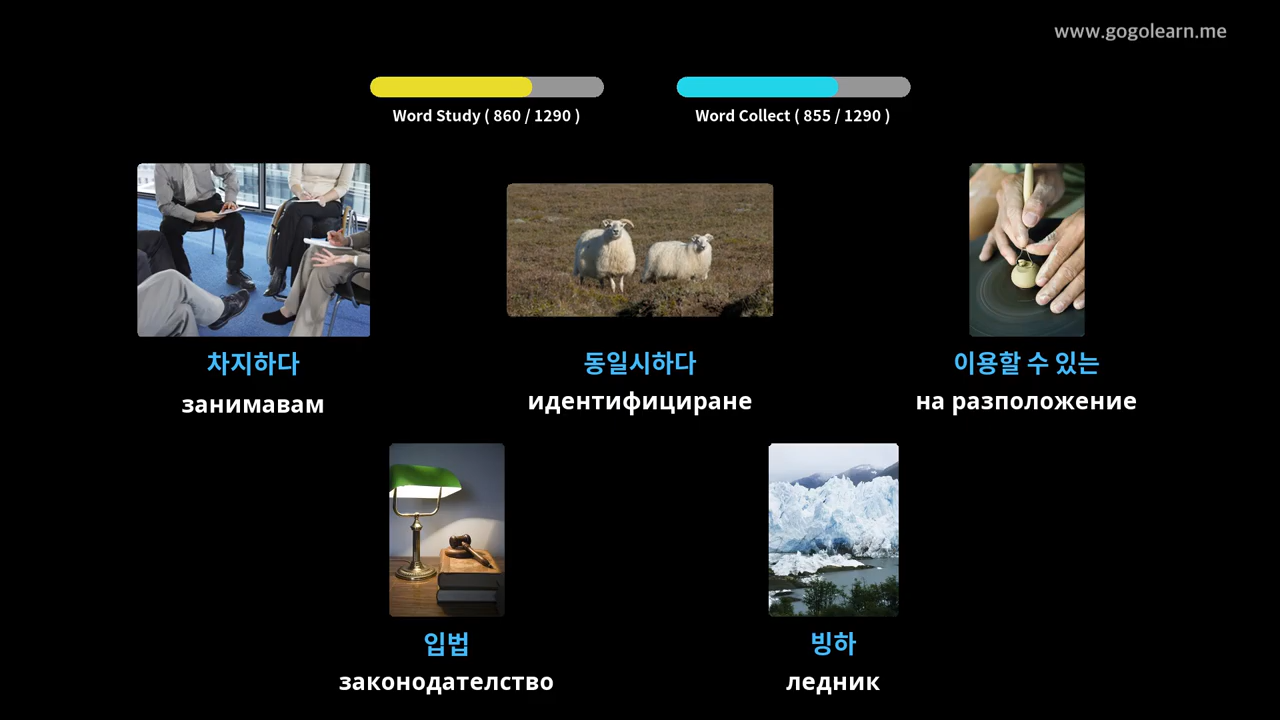 www.gogolearn.me
Word Study ( 860 / 1290 )
Word Collect ( 855 / 1290 )
차지하다
занимавам
동일시하다
идентифициране
이용할 수 있는
на разположение
입법
законодателство
빙하
ледник